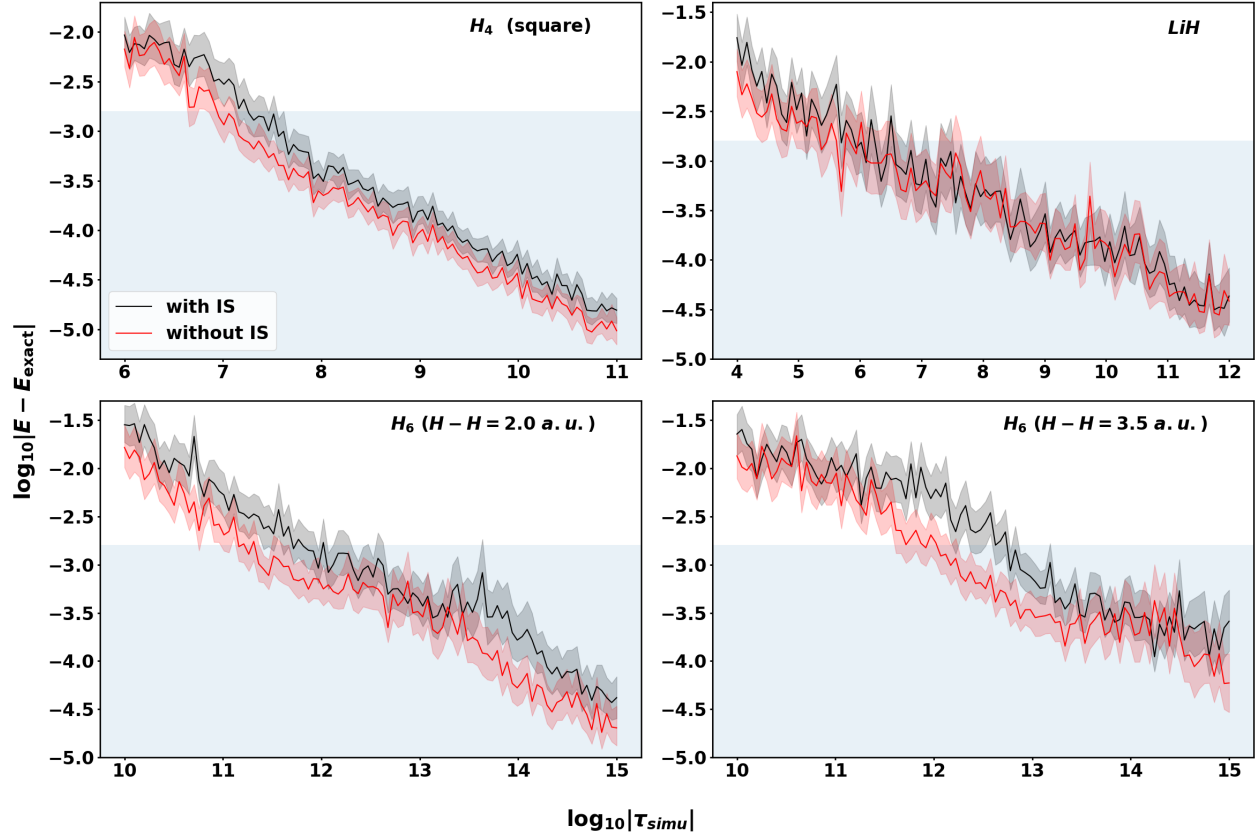 H₄ (square)
−2.0
−2.5
−3.0
−3.5
−4.0
−4.5
−5.0
with IS
without IS
6 7 8 9 10 11
LiH
−1.5
−2.0
−2.5
−3.0
−3.5
−4.0
−4.5
−5.0
4 5 6 7 8 9 10 11 12
log₁₀|E − E_exact|
H₆ (H − H = 2.0 a.u.)
−1.5
−2.0
−2.5
−3.0
−3.5
−4.0
−4.5
−5.0
10 11 12 13 14 15
H₆ (H − H = 3.5 a.u.)
−1.5
−2.0
−2.5
−3.0
−3.5
−4.0
−4.5
−5.0
10 11 12 13 14 15
log₁₀|τ_simu|